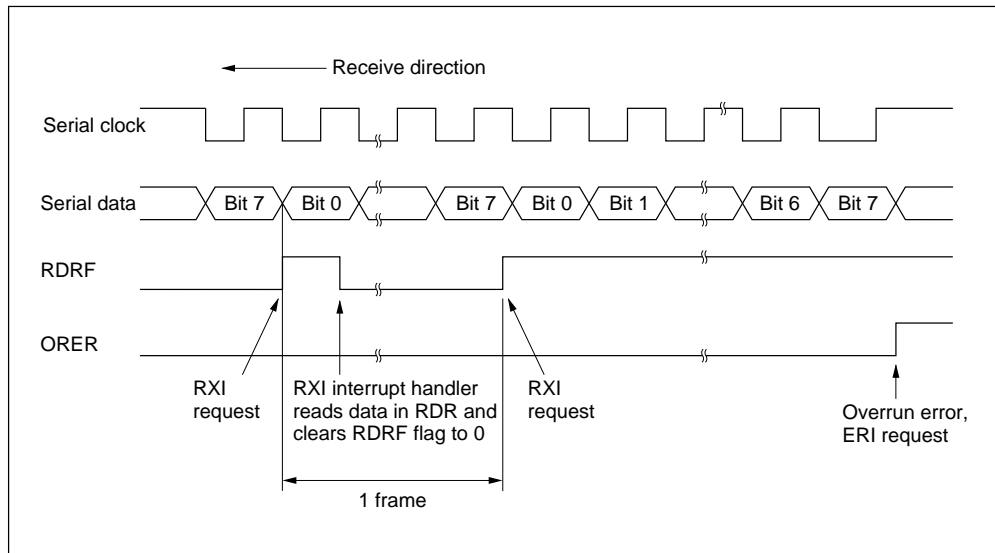 Receive direction
Serial clock
Serial data
Bit 7
Bit 0
Bit 7
Bit 0
Bit 1
Bit 6
Bit 7
RDRF
ORER
RXI
request
RXI interrupt handler
reads data in RDR and
clears RDRF flag to 0
RXI
request
Overrun error,
ERI request
1 frame